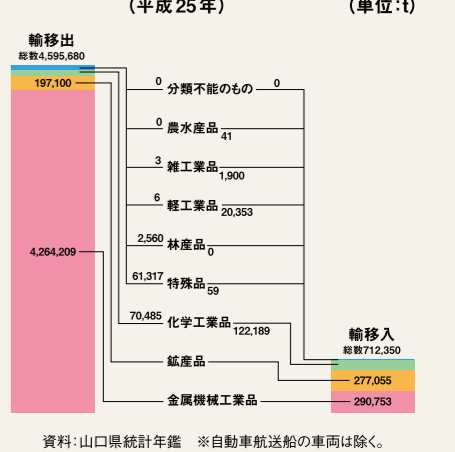 (平成25年) (単位:t)
輸移出
総数4,595,680
0 分類不能のもの 0
197,100
0 農水産品 41
3 雑工業品 1,900
6 軽工業品 20,353
2,560 林産品 0
4,264,209
61,317 特殊品 59
70,485 化学工業品 122,189
輸移入
総数712,350
鉱産品 277,055
金属機械工業品 290,753
資料:山口県統計年鑑 ※自動車航送船の車両は除く。